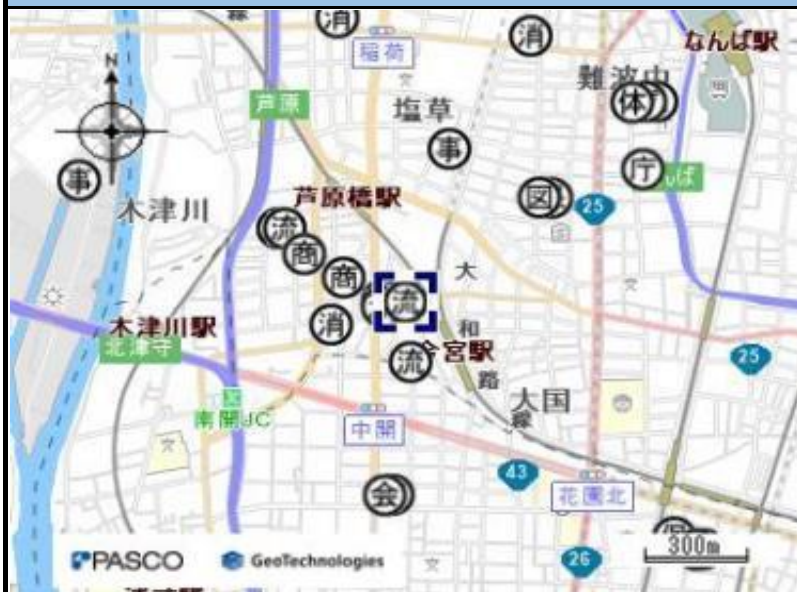 消
消
稲荷
なんば駅
難波中
芦原
体
塩草
事
N
事
庁
んば
木津川
芦原橋駅
図
25
流
商
大
商
流
木津川駅
消
和
北津守
今宮駅
流
25
路
大国
南開JC
線
中開
43
会
花園北
PASCO
GeoTechnologies
300m
26